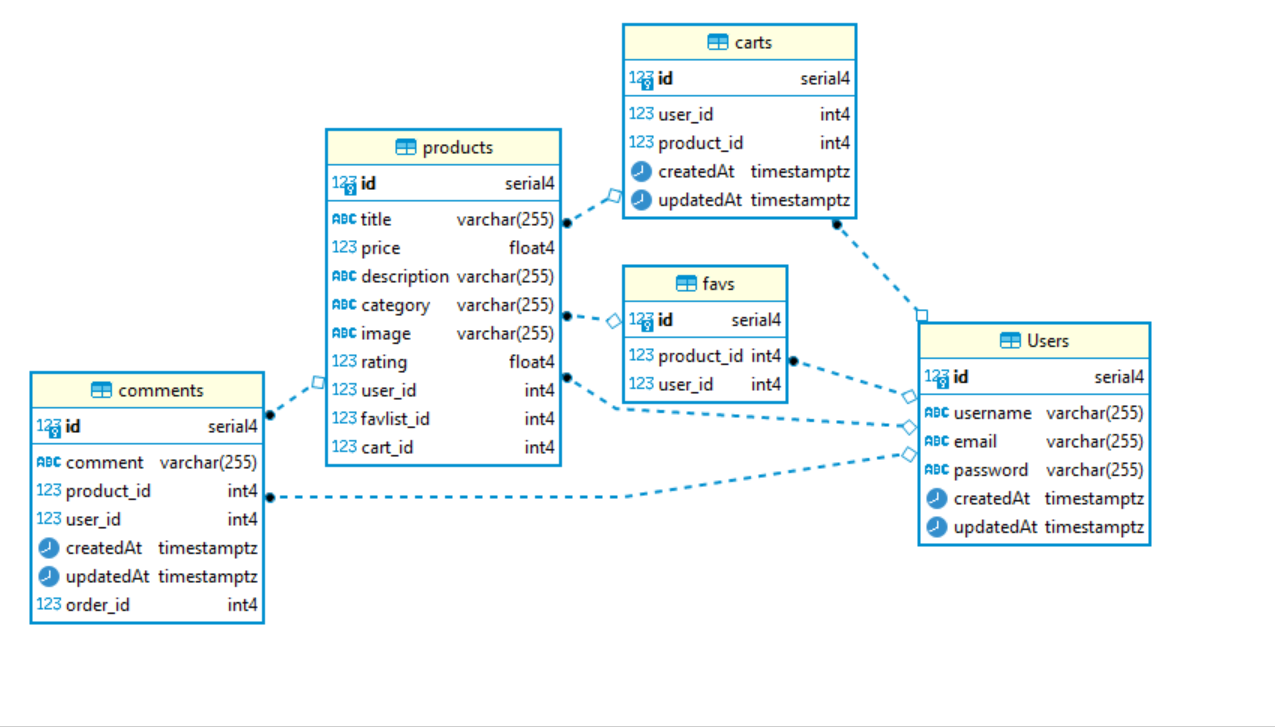 carts
123 id serial4
123 user_id int4
123 product_id int4
createdAt timestamptz
updatedAt timestamptz
products
123 id serial4
ABC title varchar(255)
123 price float4
ABC description varchar(255)
ABC category varchar(255)
ABC image varchar(255)
123 rating float4
123 user_id int4
123 favlist_id int4
123 cart_id int4
favs
123 id serial4
123 product_id int4
123 user_id int4
Users
123 id serial4
ABC username varchar(255)
ABC email varchar(255)
ABC password varchar(255)
createdAt timestamptz
updatedAt timestamptz
comments
123 id serial4
ABC comment varchar(255)
123 product_id int4
123 user_id int4
createdAt timestamptz
updatedAt timestamptz
123 order_id int4